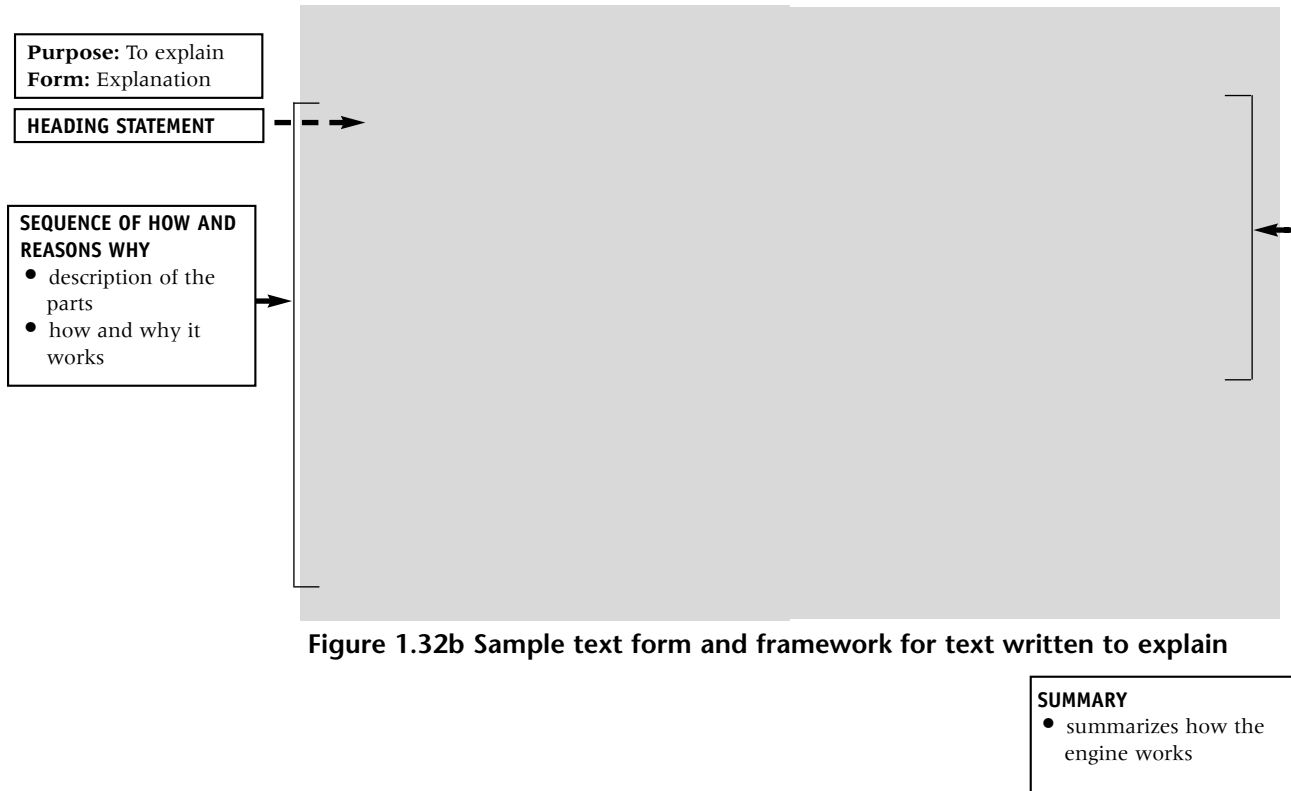 Purpose: To explain
Form: Explanation
HEADING STATEMENT
SEQUENCE OF HOW AND
REASONS WHY
• description of the
parts
• how and why it
works
Figure 1.32b Sample text form and framework for text written to explain
SUMMARY
• summarizes how the
engine works